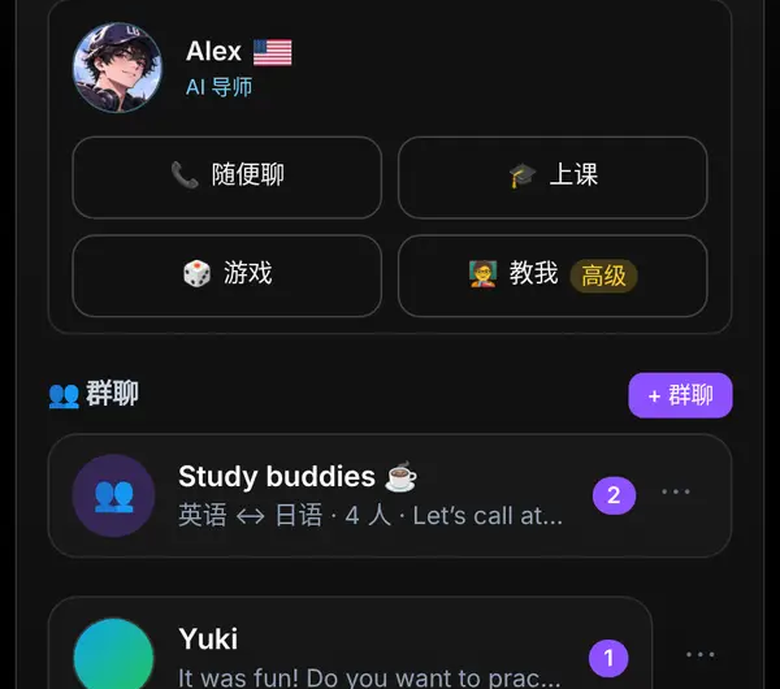 Alex 🇺🇸
AI 导师
📞 随便聊
🎓 上课
🎲 游戏
🧑‍🏫 教我 高级
👥 群聊
+ 群聊
Study buddies ☕
英语 ↔ 日语 · 4 人 · Let’s call at...
2
...
Yuki
It was fun! Do you want to prac...
1
...